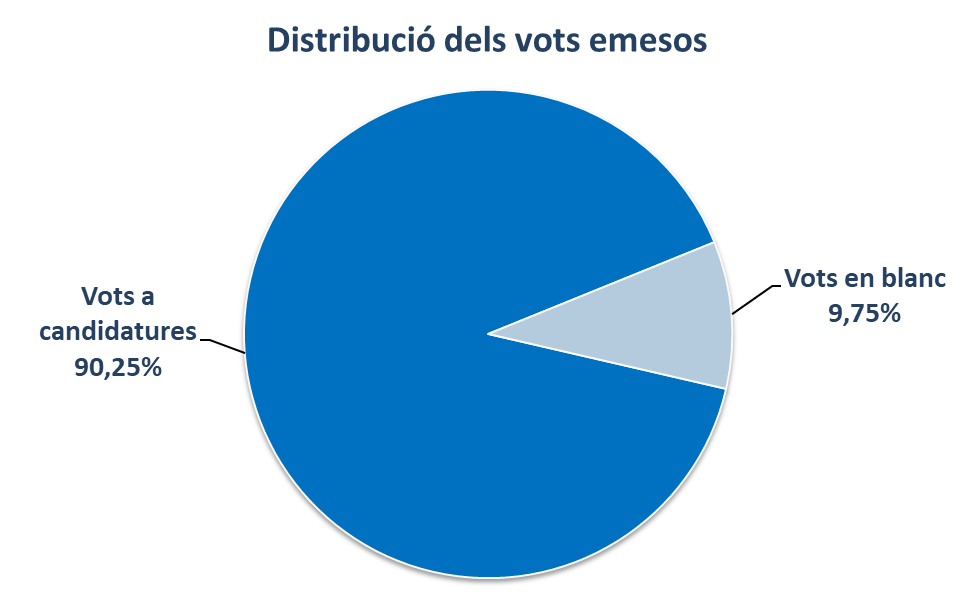 Distribució dels vots emesos
Vots a
candidatures
90,25%
Vots en blanc
9,75%